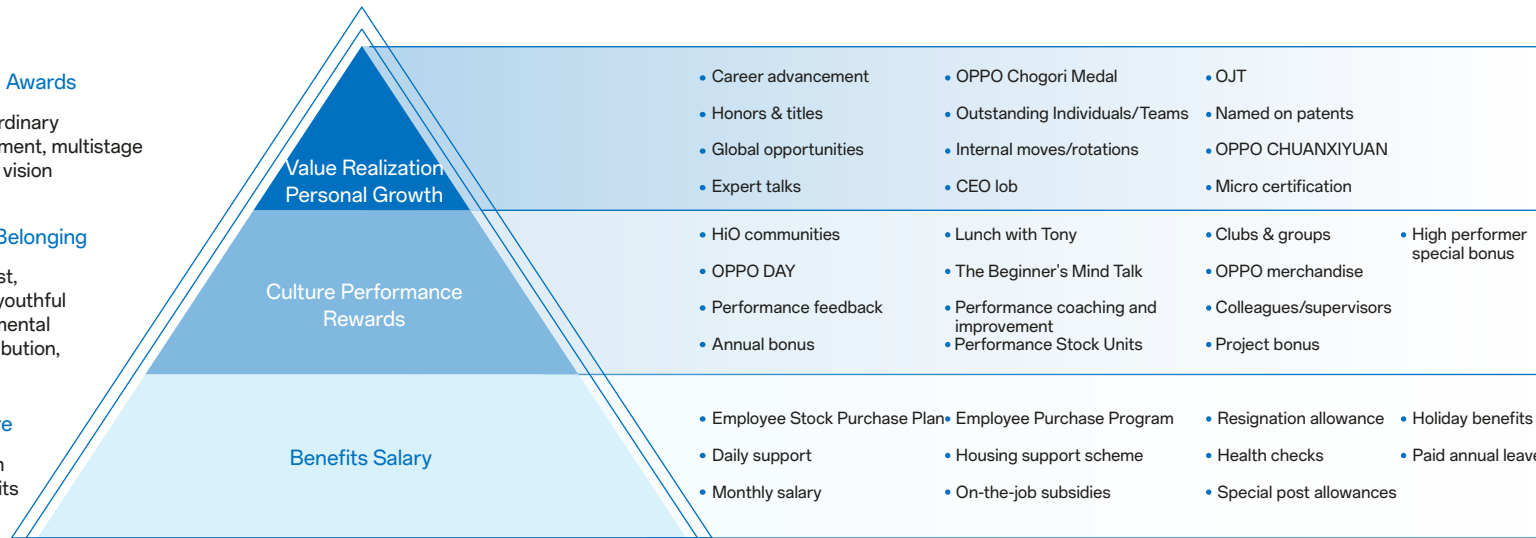 Awards
rdinary
ment, multistage
vision
Belonging
st,
youthful
mental
bution,
re
n
its
Value Realization
Personal Growth
Culture Performance
Rewards
Benefits Salary
• Career advancement
• Honors & titles
• Global opportunities
• Expert talks
• OPPO Chogori Medal
• Outstanding Individuals/Teams
• Internal moves/rotations
• CEO lob
• OJT
• Named on patents
• OPPO CHUANXIYUAN
• Micro certification
• HiO communities
• OPPO DAY
• Performance feedback
• Annual bonus
• Lunch with Tony
• The Beginner's Mind Talk
• Performance coaching and
improvement
• Performance Stock Units
• Clubs & groups
• OPPO merchandise
• Colleagues/supervisors
• Project bonus
• High performer
special bonus
• Employee Stock Purchase Plan
• Daily support
• Monthly salary
• Employee Purchase Program
• Housing support scheme
• On-the-job subsidies
• Resignation allowance
• Health checks
• Special post allowances
• Holiday benefits
• Paid annual leave